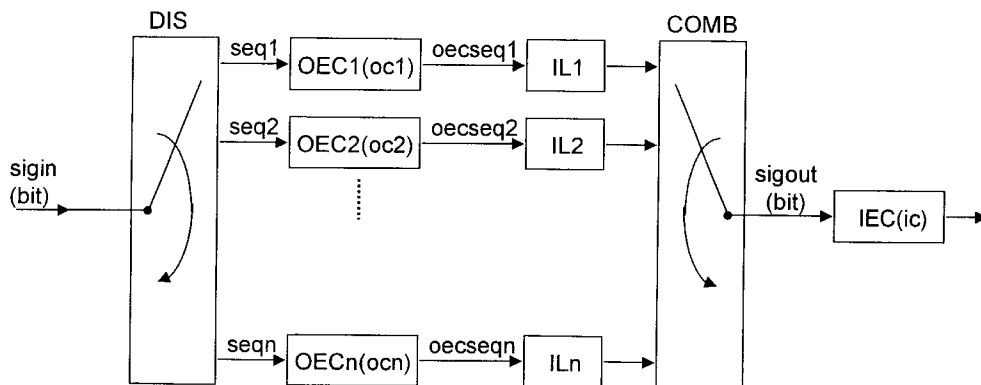 DIS
COMB
seq1
OEC1(oc1)
oecseq1
IL1
seq2
OEC2(oc2)
oecseq2
IL2
sigin
(bit)
sigout
(bit)
IEC(ic)
seqn
OECn(ocn)
oecseqn
ILn